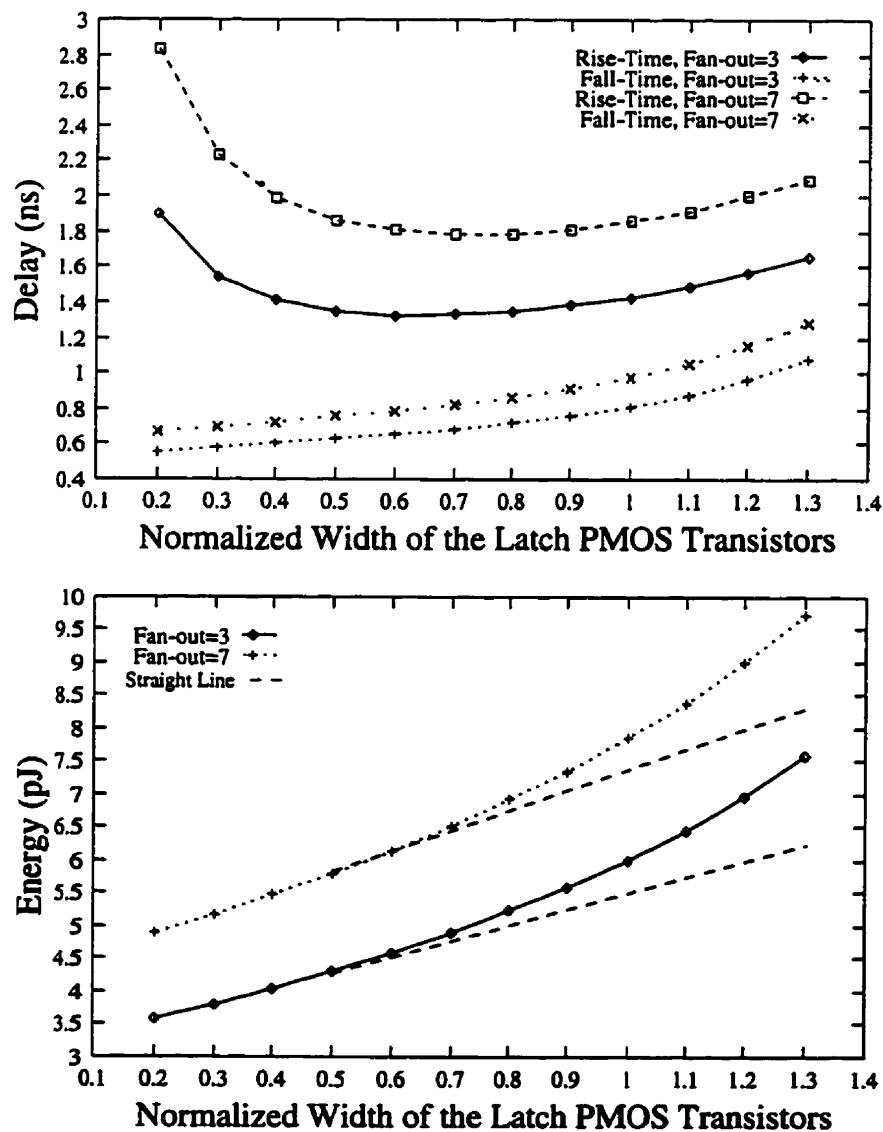 3
2.8
2.6
2.4
2.2
2
1.8
1.6
1.4
1.2
1
0.8
0.6
0.4
Delay (ns)
Rise-Time, Fan-out=3
Fall-Time, Fan-out=3
Rise-Time, Fan-out=7
Fall-Time, Fan-out=7
0.1 0.2 0.3 0.4 0.5 0.6 0.7 0.8 0.9 1 1.1 1.2 1.3 1.4
Normalized Width of the Latch PMOS Transistors
10
9.5
9
8.5
8
7.5
7
6.5
6
5.5
5
4.5
4
3.5
3
Energy (pJ)
Fan-out=3
Fan-out=7
Straight Line
0.1 0.2 0.3 0.4 0.5 0.6 0.7 0.8 0.9 1 1.1 1.2 1.3 1.4
Normalized Width of the Latch PMOS Transistors